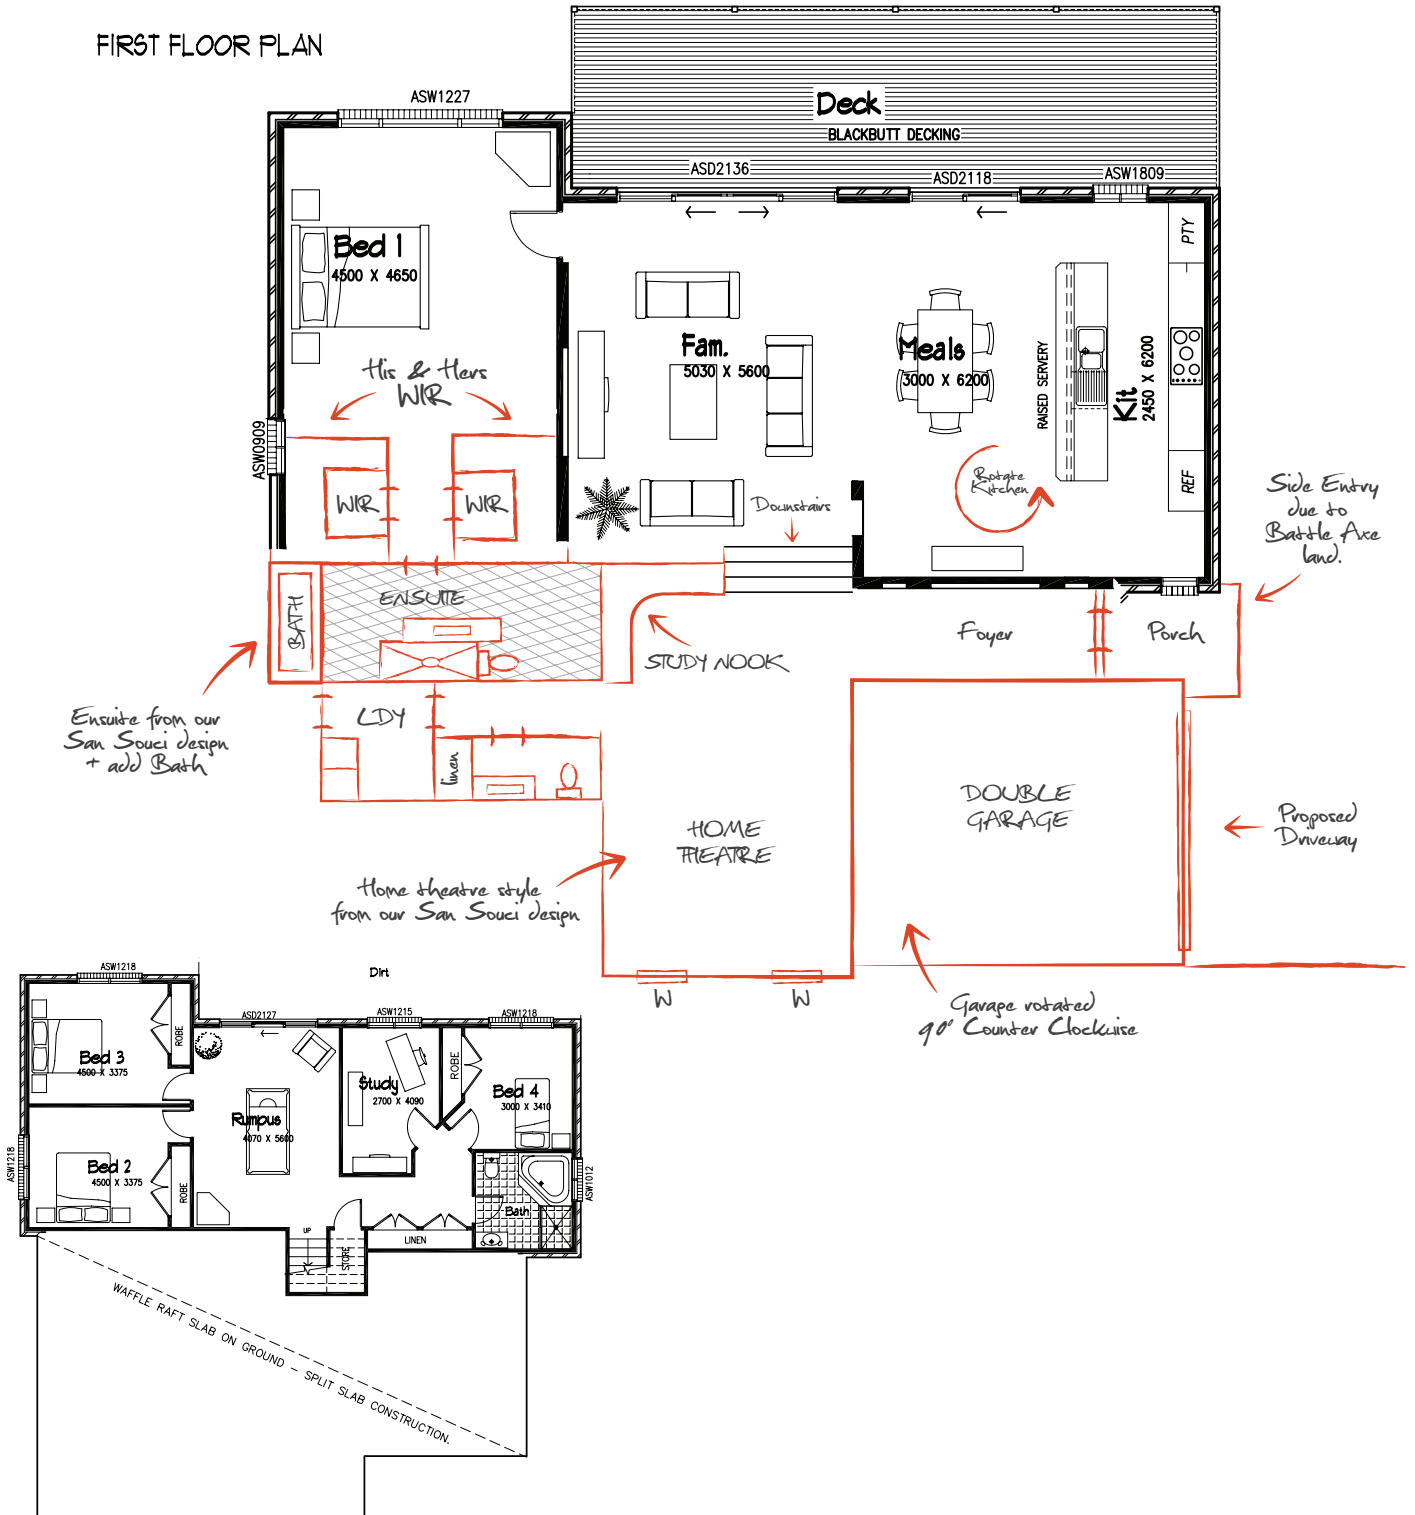 FIRST FLOOR PLAN
ASW1227
Deck
BLACKBUTT DECKING
ASD2136
ASD2118
ASW1809
PTY
Bed 1
4500 X 4650
Fam.
5030 X 5600
Meals
3000 X 6200
RAISED SERVERY
Kit
2450 X 6200
REF
His & Hers
WIR
ASW0909
WIR
WIR
Rotate
Kitchen
Downstairs
Side Entry
due to
Battle Axe
land.
BATH
ENSUITE
STUDY NOOK
Foyer
Porch
Ensuite from our
San Souci design
+ add Bath
LDY
linen
HOME
THEATRE
DOUBLE
GARAGE
Proposed
Driveway
Home theatre style
from our San Souci design
W
W
Garage rotated
90° Counter Clockwise
Dirt
ASW1218
ASD2127
ASW1215
ASW1218
Bed 3
4500 X 3375
ROBE
Rumpus
4070 X 5600
Study
2700 X 4090
ROBE
Bed 4
3000 X 3410
ASW1218
Bed 2
4500 X 3375
ROBE
Bath
ASW1012
UP
STORE
LINEN
WAFFLE RAFT SLAB ON GROUND - SPLIT SLAB CONSTRUCTION.